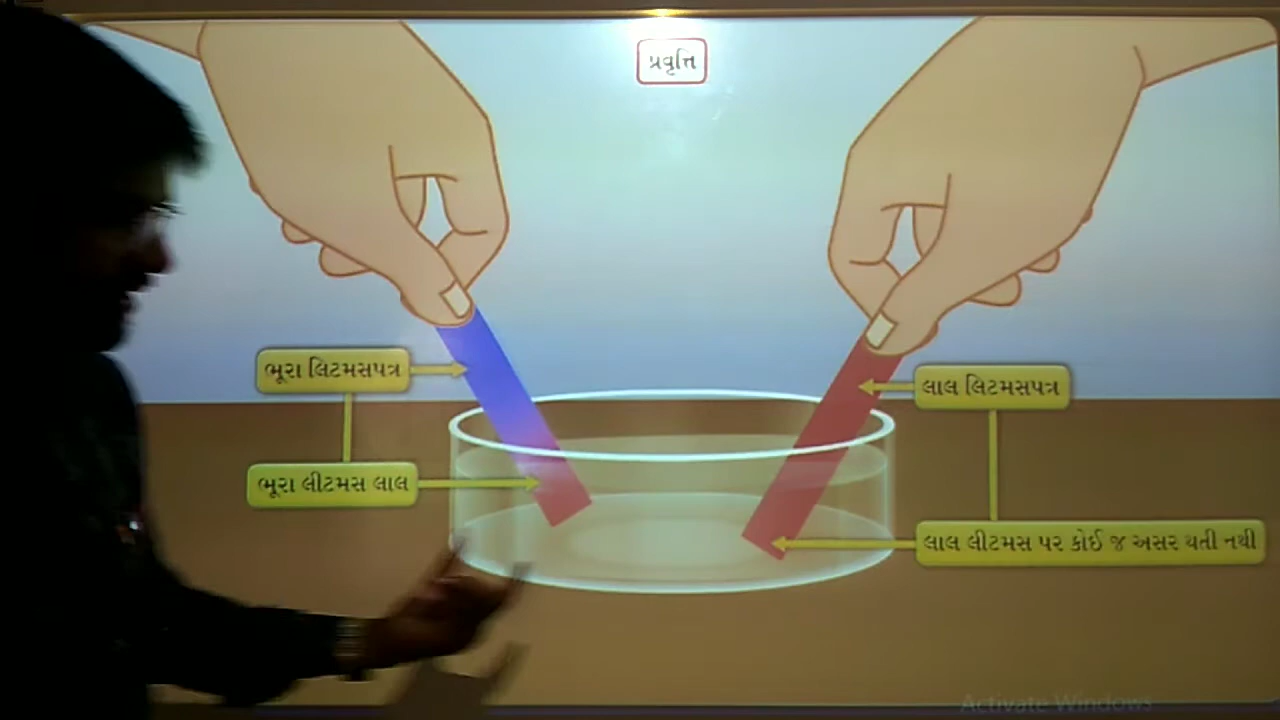 પ્રવૃત્તિ
ભૂરા લિટમસપત્ર
લાલ લિટમસપત્ર
ભૂરા લીટમસ લાલ
લાલ લીટમસ પર કોઈ જ અસર થતી નથી
Activate Windows